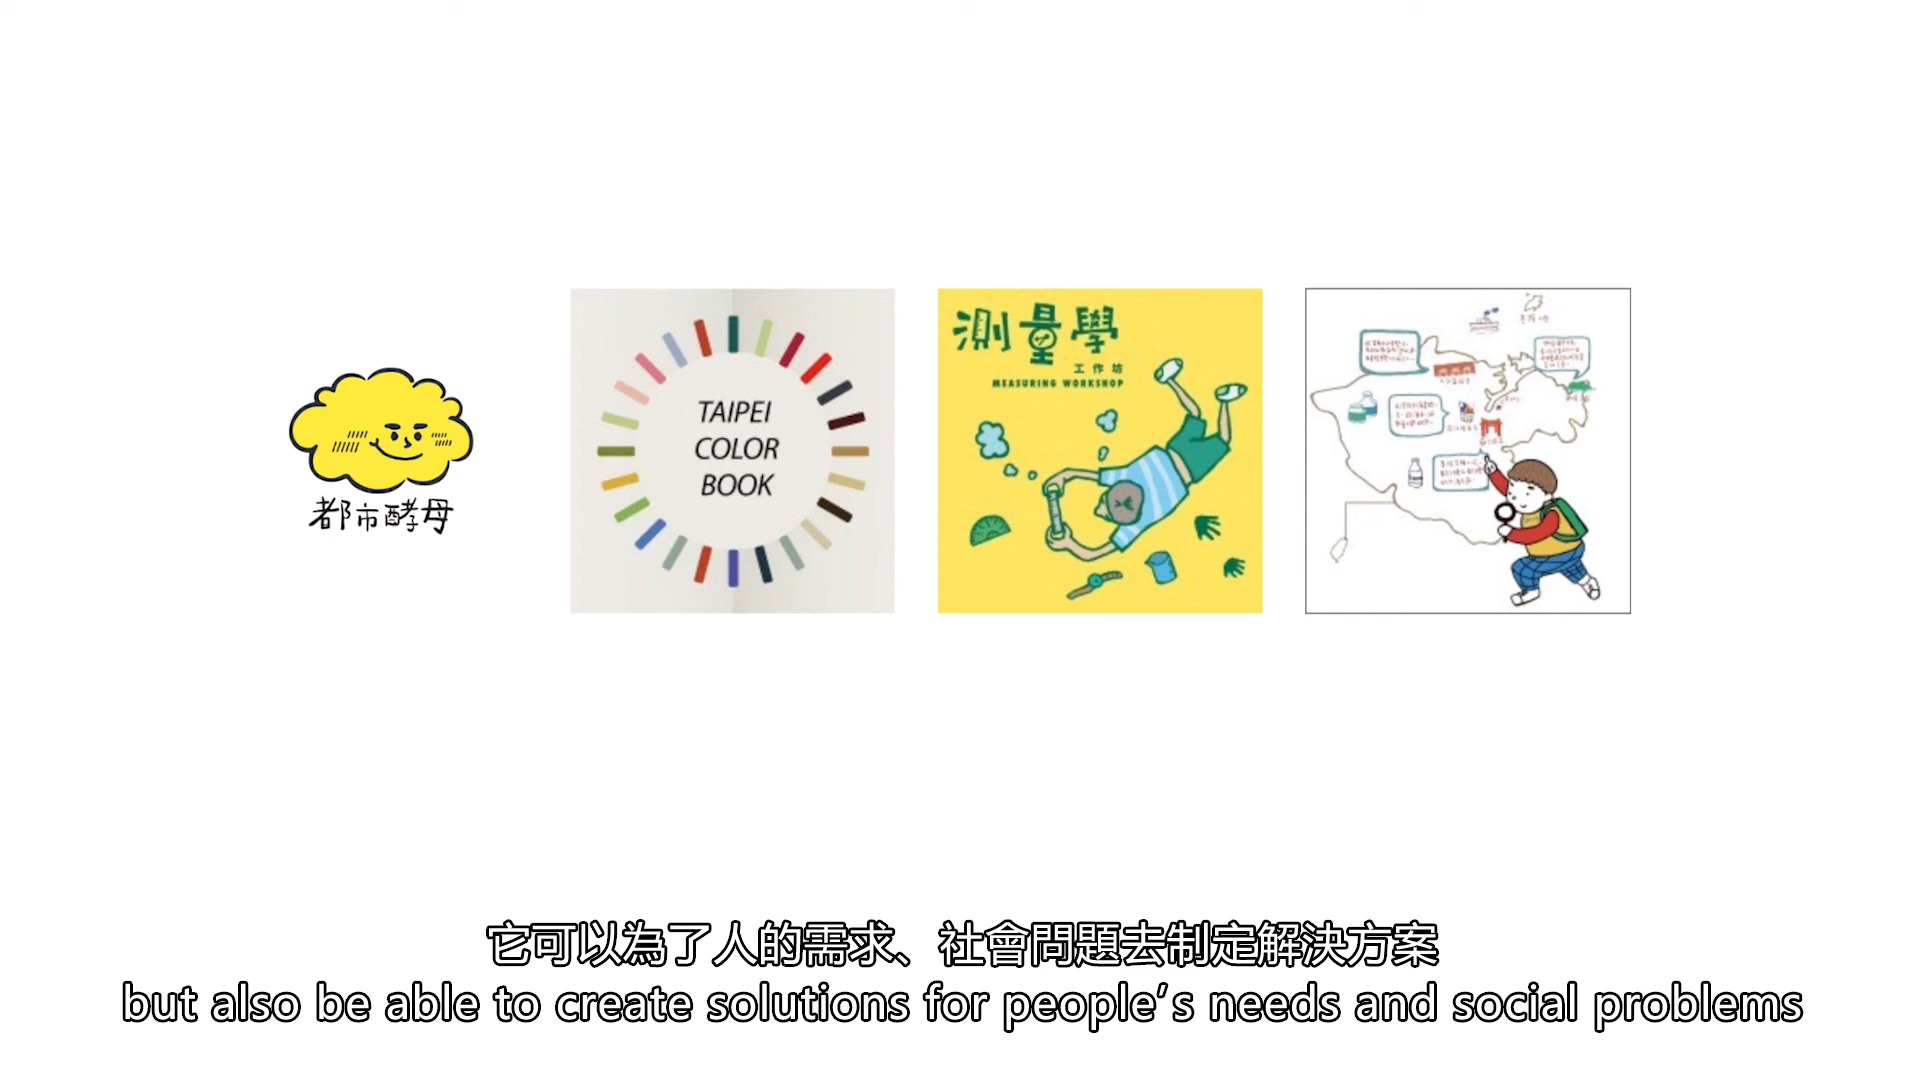 都市酵母
TAIPEI
COLOR
BOOK
測量學
工作坊
MEASURING WORKSHOP
它可以為了人的需求、社會問題去制定解決方案
but also be able to create solutions for people's needs and social problems